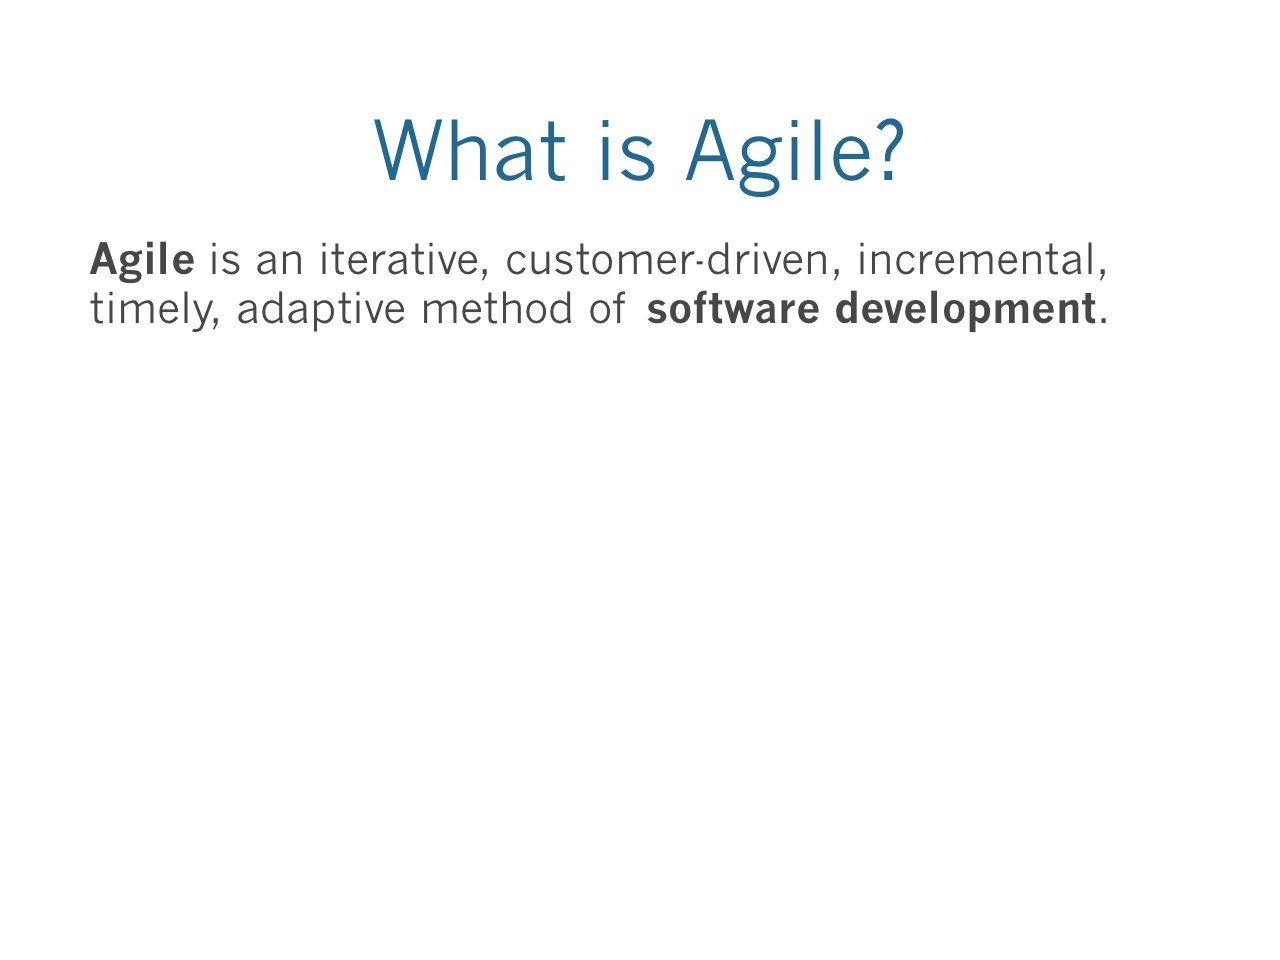 What is Agile?
Agile is an iterative, customer-driven, incremental,
timely, adaptive method of software development.